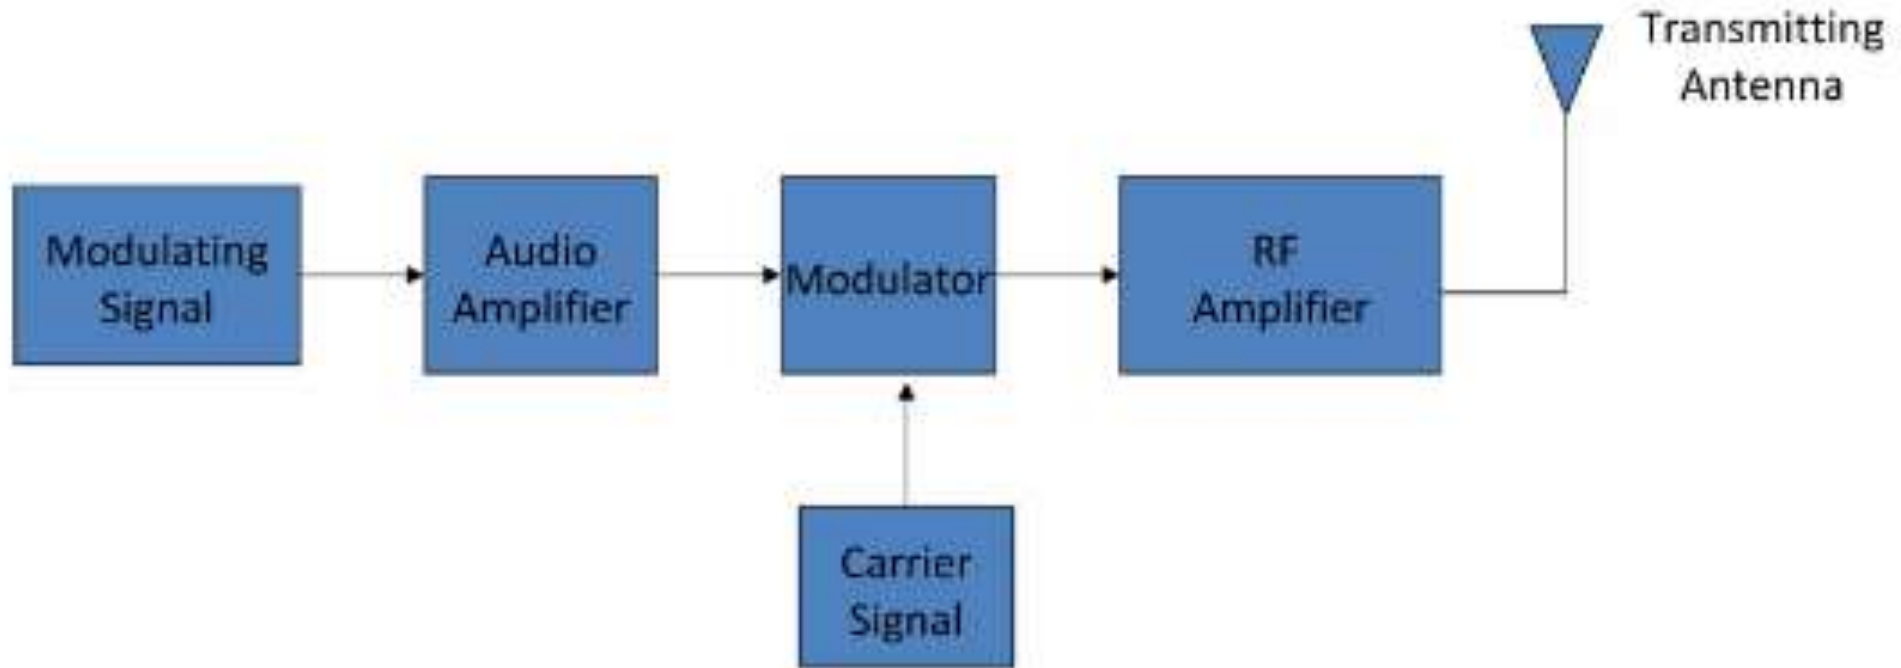 Transmitting
Antenna
Modulating
Signal
Audio
Amplifier
Modulator
RF
Amplifier
Carrier
Signal